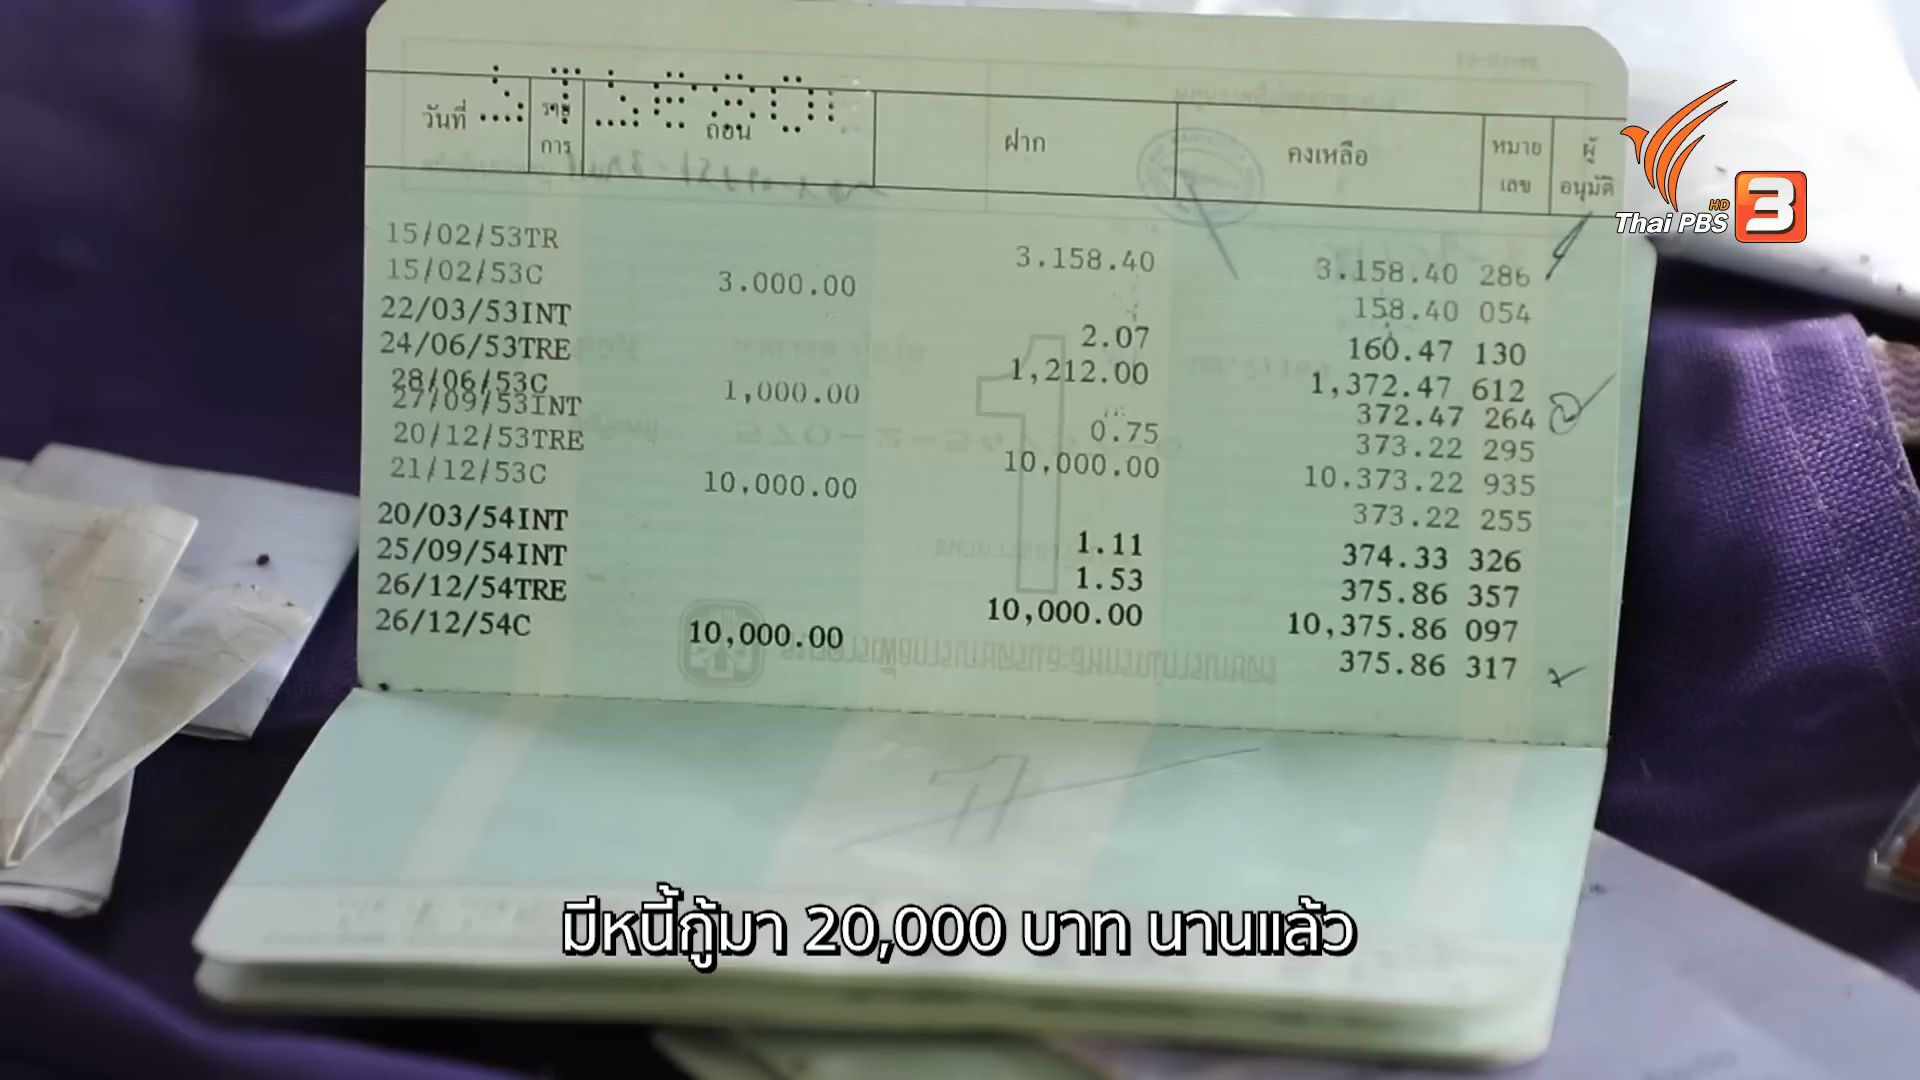 วันที่ ราย การ ถอน ฝาก คงเหลือ หมาย เลข ผู้ อนุมัติ
Thai PBS HD 3
15/02/53TR 3.158.40 3.158.40 286
15/02/53C 3.000.00 158.40 054
22/03/53INT 2.07 160.47 130
24/06/53TRE 1,212.00 1,372.47 612
28/06/53C 1,000.00 372.47 264
27/09/53INT 0.75 373.22 295
20/12/53TRE 10,000.00 10.373.22 935
21/12/53C 10,000.00 373.22 255
20/03/54INT 1.11 374.33 326
25/09/54INT 1.53 375.86 357
26/12/54TRE 10,000.00 10,375.86 097
26/12/54C 10,000.00 375.86 317
มีหนี้กู้มา 20,000 บาท นานแล้ว